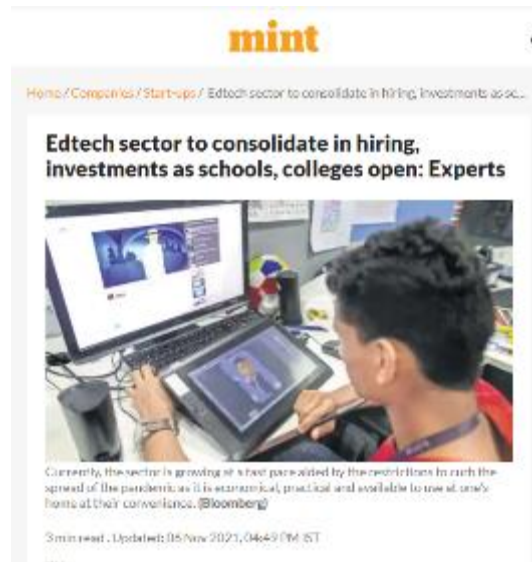 mint
Home / Companies / Start-ups / Edtech sector to consolidate in hiring, investments as sc...
Edtech sector to consolidate in hiring,
investments as schools, colleges open: Experts
Currently, the sector is growing at a fast pace aided by the restrictions to curb the
spread of the pandemic as it is economical, practical and available to use at one's
home at their convenience. (Bloomberg)
3 min read . Updated: 06 Nov 2021, 04:49 PM IST